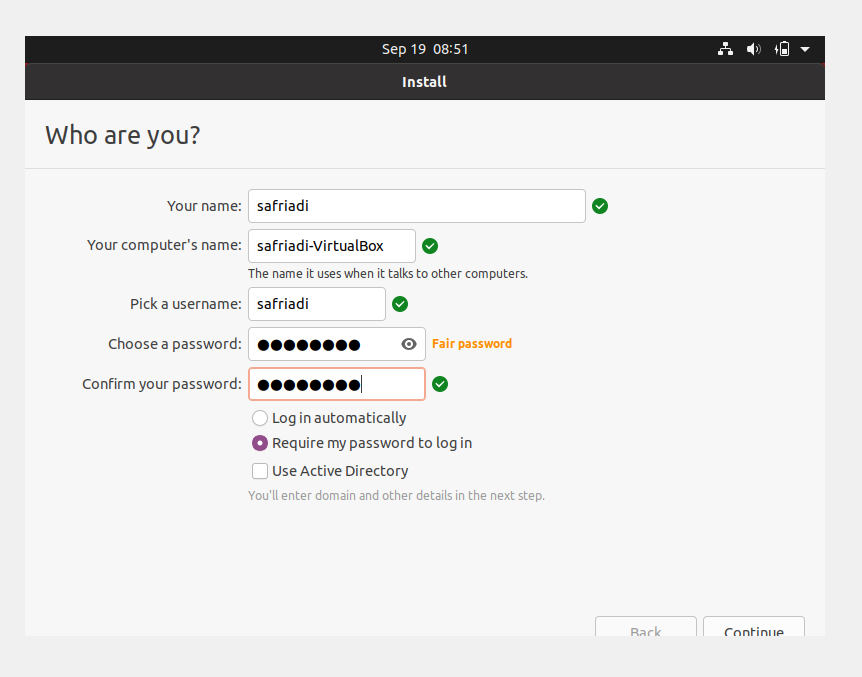 Sep 19 08:51
Install
Who are you?
Your name: safriadi
Your computer's name: safriadi-VirtualBox
The name it uses when it talks to other computers.
Pick a username: safriadi
Choose a password: ●●●●●●●● Fair password
Confirm your password: ●●●●●●●●
Log in automatically
Require my password to log in
Use Active Directory
You'll enter domain and other details in the next step.
Back Continue